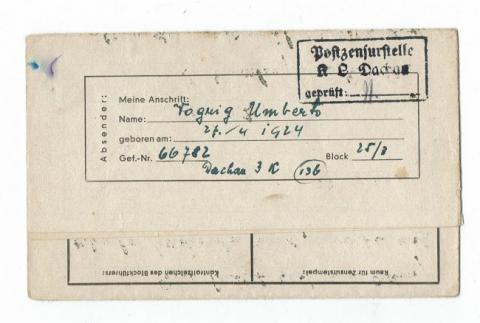 Postzensurstelle
K L Dachau
geprüft:
Absender:
Meine Anschrift:
Name: Umberto
geboren am: 27./4 1924
Gef.-Nr. 66782 Block 25/3
Dachau 3 K 136
Kontrollzeichen des Blockführers: Raum für Zensurstempel: